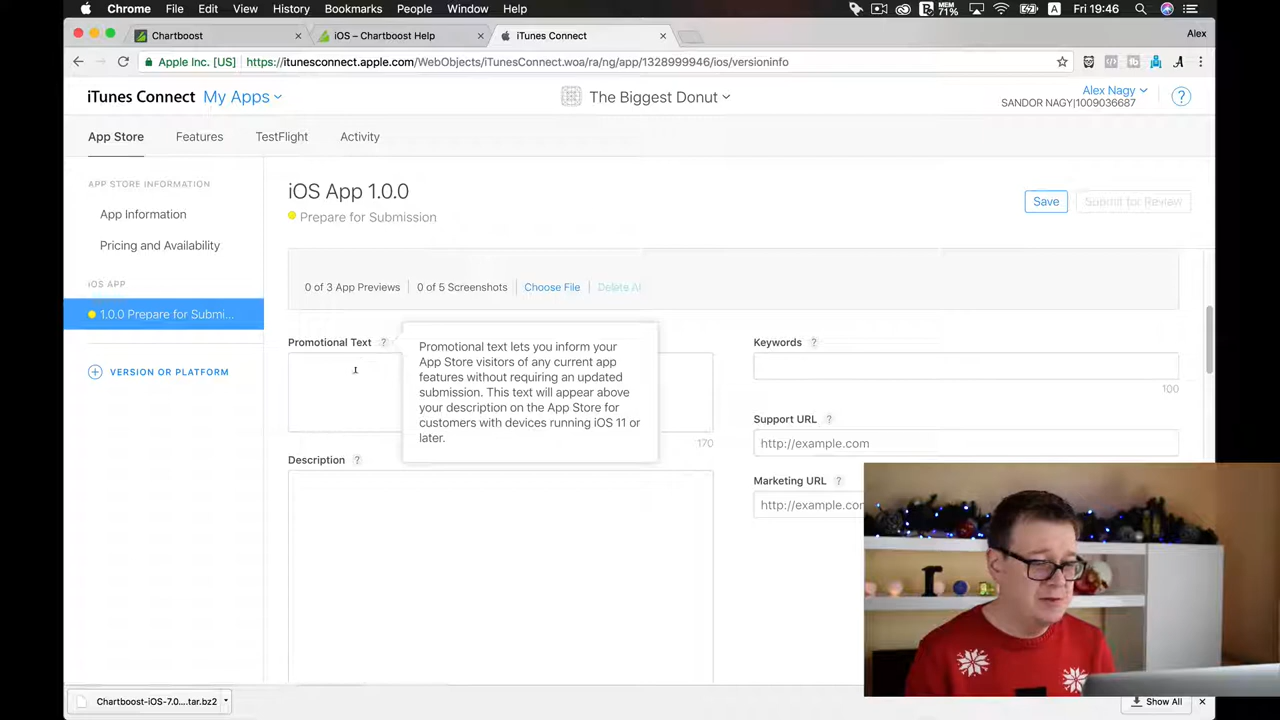 Chrome File Edit View History Bookmarks People Window Help
MEM 71% A Fri 19:46
Chartboost
iOS – Chartboost Help
iTunes Connect
Alex
Apple Inc. [US] https://itunesconnect.apple.com/WebObjects/iTunesConnect.woa/ra/ng/app/1328999946/ios/versioninfo
iTunes Connect My Apps
The Biggest Donut
Alex Nagy
SANDOR NAGY|1009036687
?
App Store Features TestFlight Activity
APP STORE INFORMATION
App Information
Pricing and Availability
iOS APP
1.0.0 Prepare for Submi...
VERSION OR PLATFORM
iOS App 1.0.0
Prepare for Submission
Save
Submit for Review
0 of 3 App Previews
0 of 5 Screenshots
Choose File
Delete Al
Promotional Text ?
Promotional text lets you inform your
App Store visitors of any current app
features without requiring an updated
submission. This text will appear above
your description on the App Store for
customers with devices running iOS 11 or
later.
170
Description ?
Keywords ?
100
Support URL ?
http://example.com
Marketing URL ?
http://example.com
Chartboost-iOS-7.0....tar.bz2
Show All